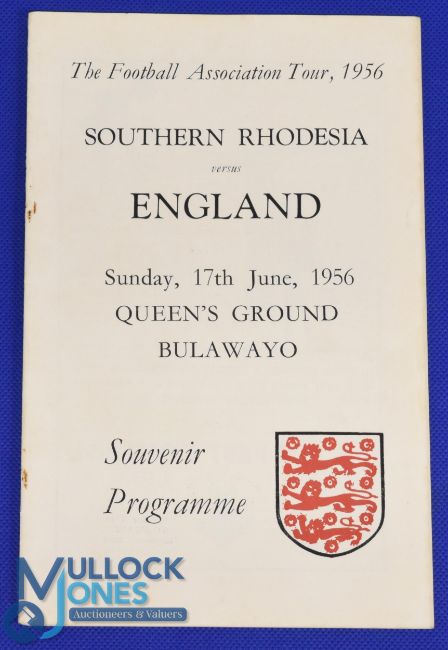 The Football Association Tour, 1956
SOUTHERN RHODESIA
versus
ENGLAND
Sunday, 17th June, 1956
QUEEN'S GROUND
BULAWAYO
Souvenir
Programme
MULLOCK
JONES
Auctioneers & Valuers